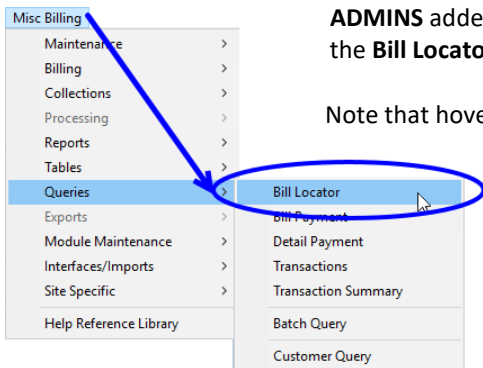 Misc Billing
Maintenance
Billing
Collections
Processing
Reports
Tables
Queries
Exports
Module Maintenance
Interfaces/Imports
Site Specific
Help Reference Library
Bill Locator
Bill Payment
Detail Payment
Transactions
Transaction Summary
Batch Query
Customer Query
ADMINS adde
the Bill Locato
Note that hove